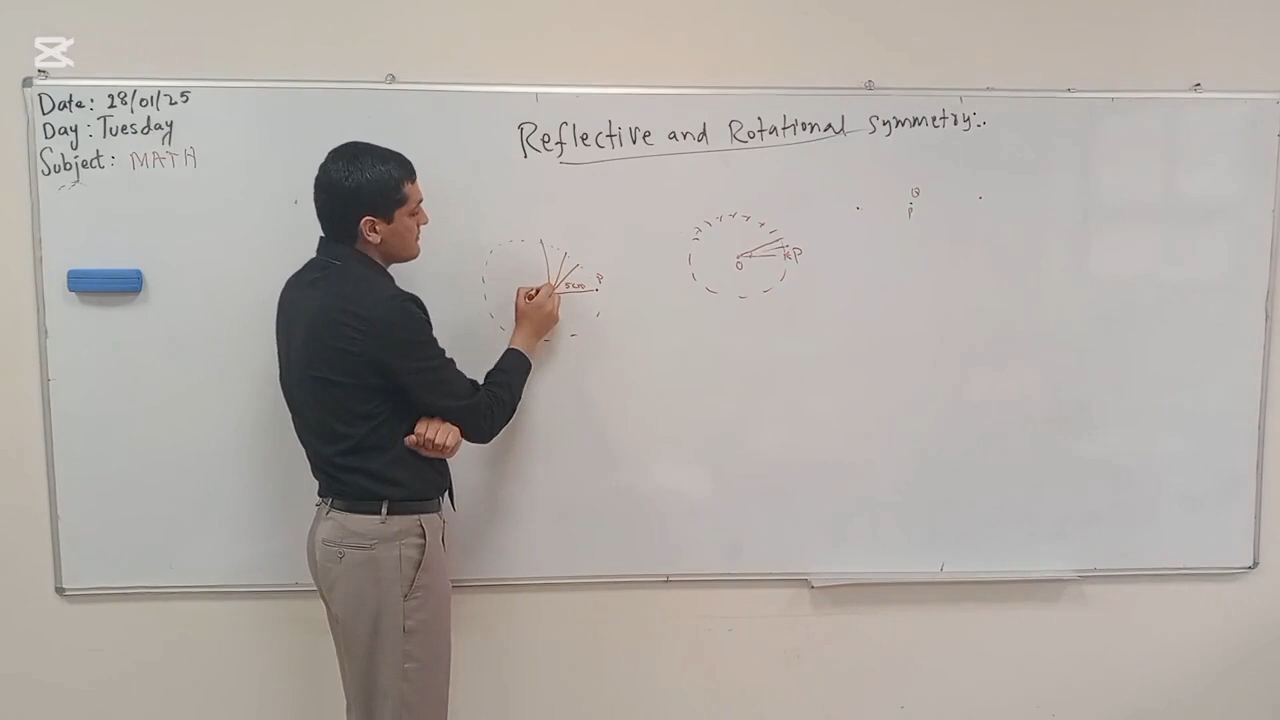 Date: 28/01/25
Day: Tuesday
Subject: MATH
Reflective and Rotational Symmetry:.
5cm
P
O
P
Q
P